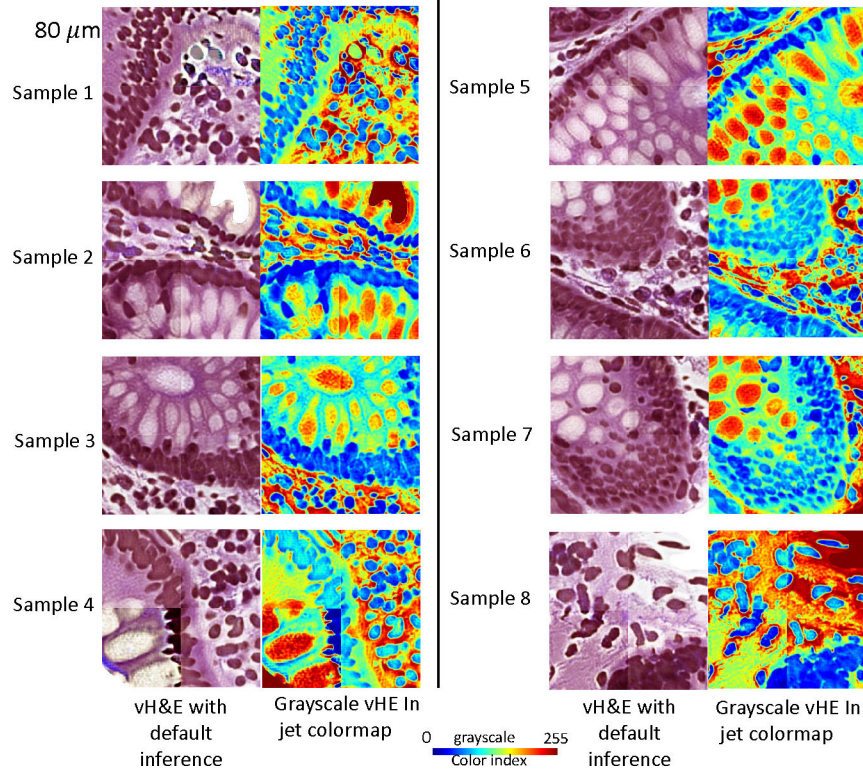 80 μm
Sample 1
Sample 2
Sample 3
Sample 4
vH&E with
default
inference
Grayscale vHE In
jet colormap
Sample 5
Sample 6
Sample 7
Sample 8
vH&E with
default
inference
Grayscale vHE In
jet colormap
0 grayscale 255
Color index